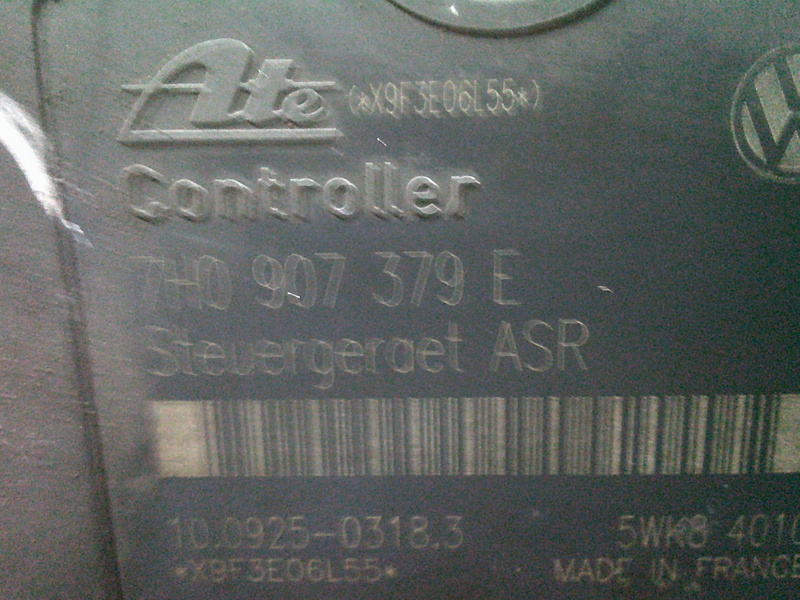 Ate (*X9F3E06L55*)
Controller
7H0 907 379 E
Steuergeraet ASR
10.0925-0318.3 5WK8 4010
*X9F3E06L55* MADE IN FRANCE